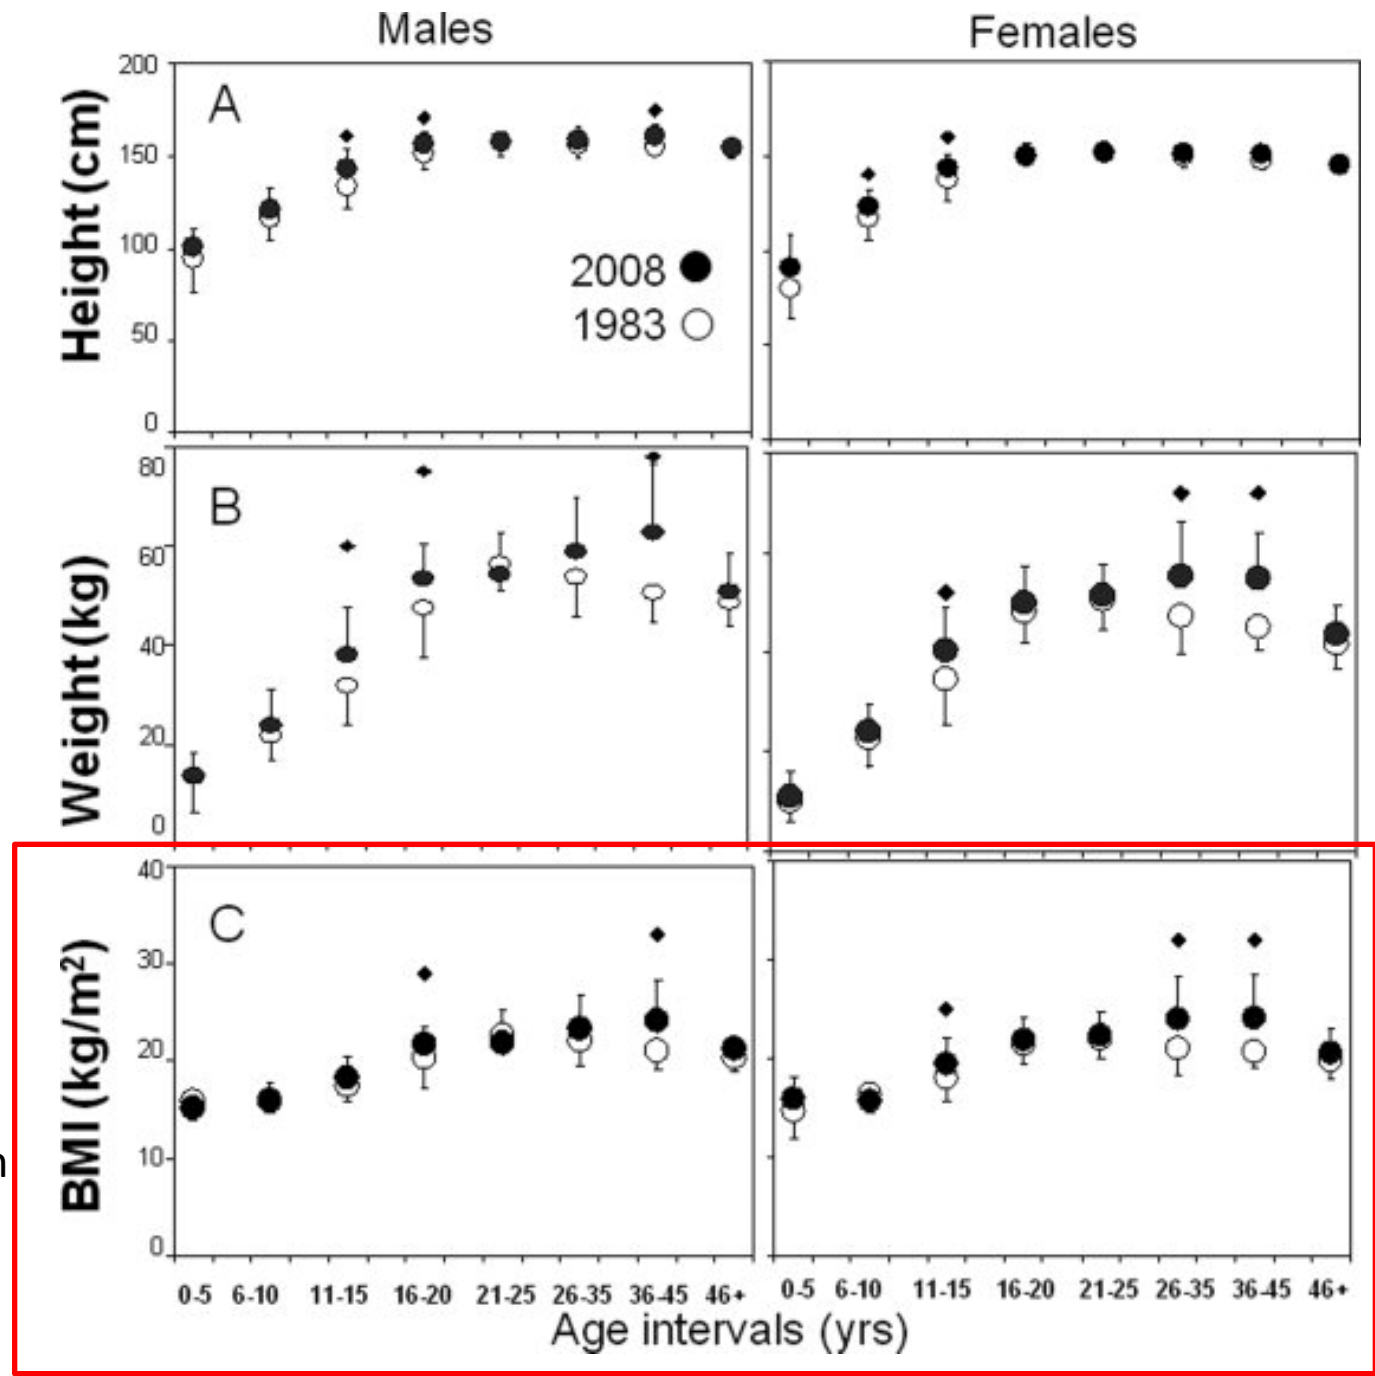 Males
Females
Height (cm)
200
150
100
50
0
A
2008
1983
Weight (kg)
80
60
40
20
0
B
BMI (kg/m²)
40
30
20
10
0
C
n
0-5 6-10 11-15 16-20 21-25 26-35 36-45 46+
0-5 6-10 11-15 16-20 21-25 26-35 36-45 46+
Age intervals (yrs)